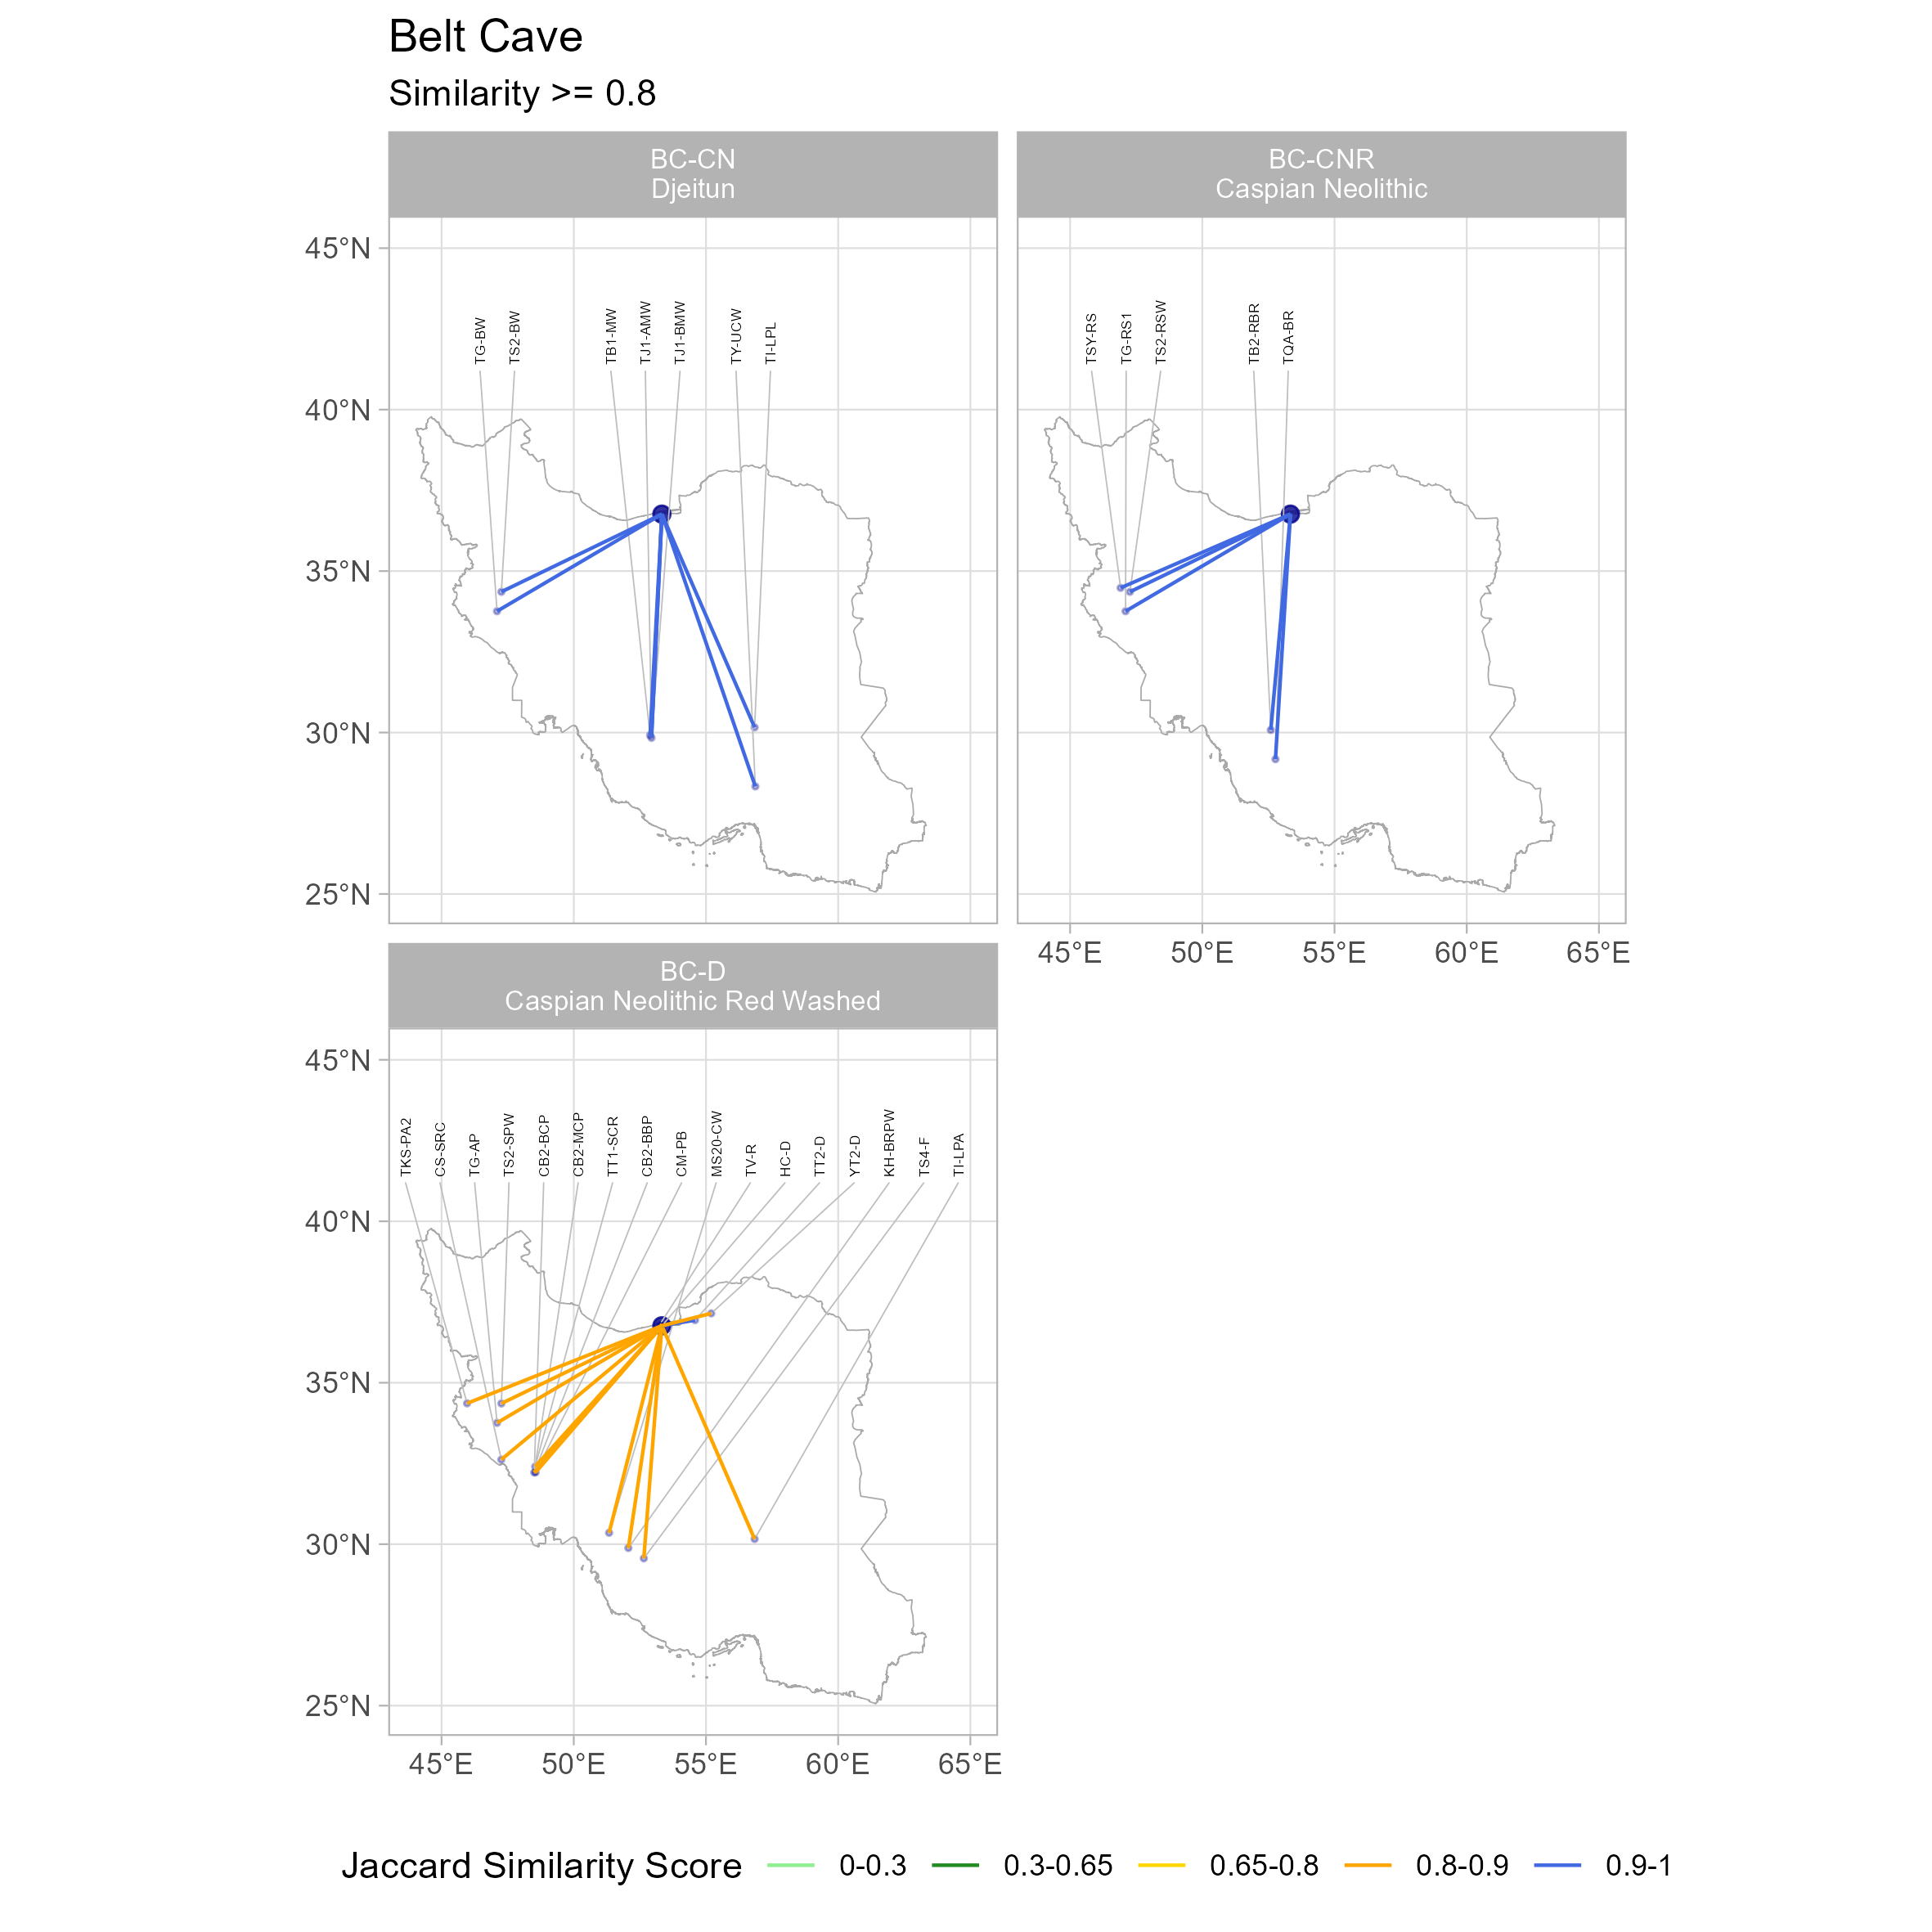 Belt Cave
Similarity >= 0.8
BC-CN
Djeitun
BC-CNR
Caspian Neolithic
45°N
40°N
35°N
30°N
25°N
TG-BW
TS2-BW
TB1-MW
TJ1-AMW
TJ1-BMW
TY-UCW
TI-LPL
TSY-RS
TG-RS1
TS2-RSW
TB2-RBR
TQA-BR
45°E
50°E
55°E
60°E
65°E
BC-D
Caspian Neolithic Red Washed
45°N
40°N
35°N
30°N
25°N
TKS-PA2
CS-SRC
TG-AP
TS2-SPW
CB2-BCP
CB2-MCP
TT1-SCR
CB2-BBP
CM-PB
MS20-CW
TV-R
HC-D
TT2-D
YT2-D
KH-BRPW
TS4-F
TI-LPA
45°E
50°E
55°E
60°E
65°E
Jaccard Similarity Score
0-0.3
0.3-0.65
0.65-0.8
0.8-0.9
0.9-1